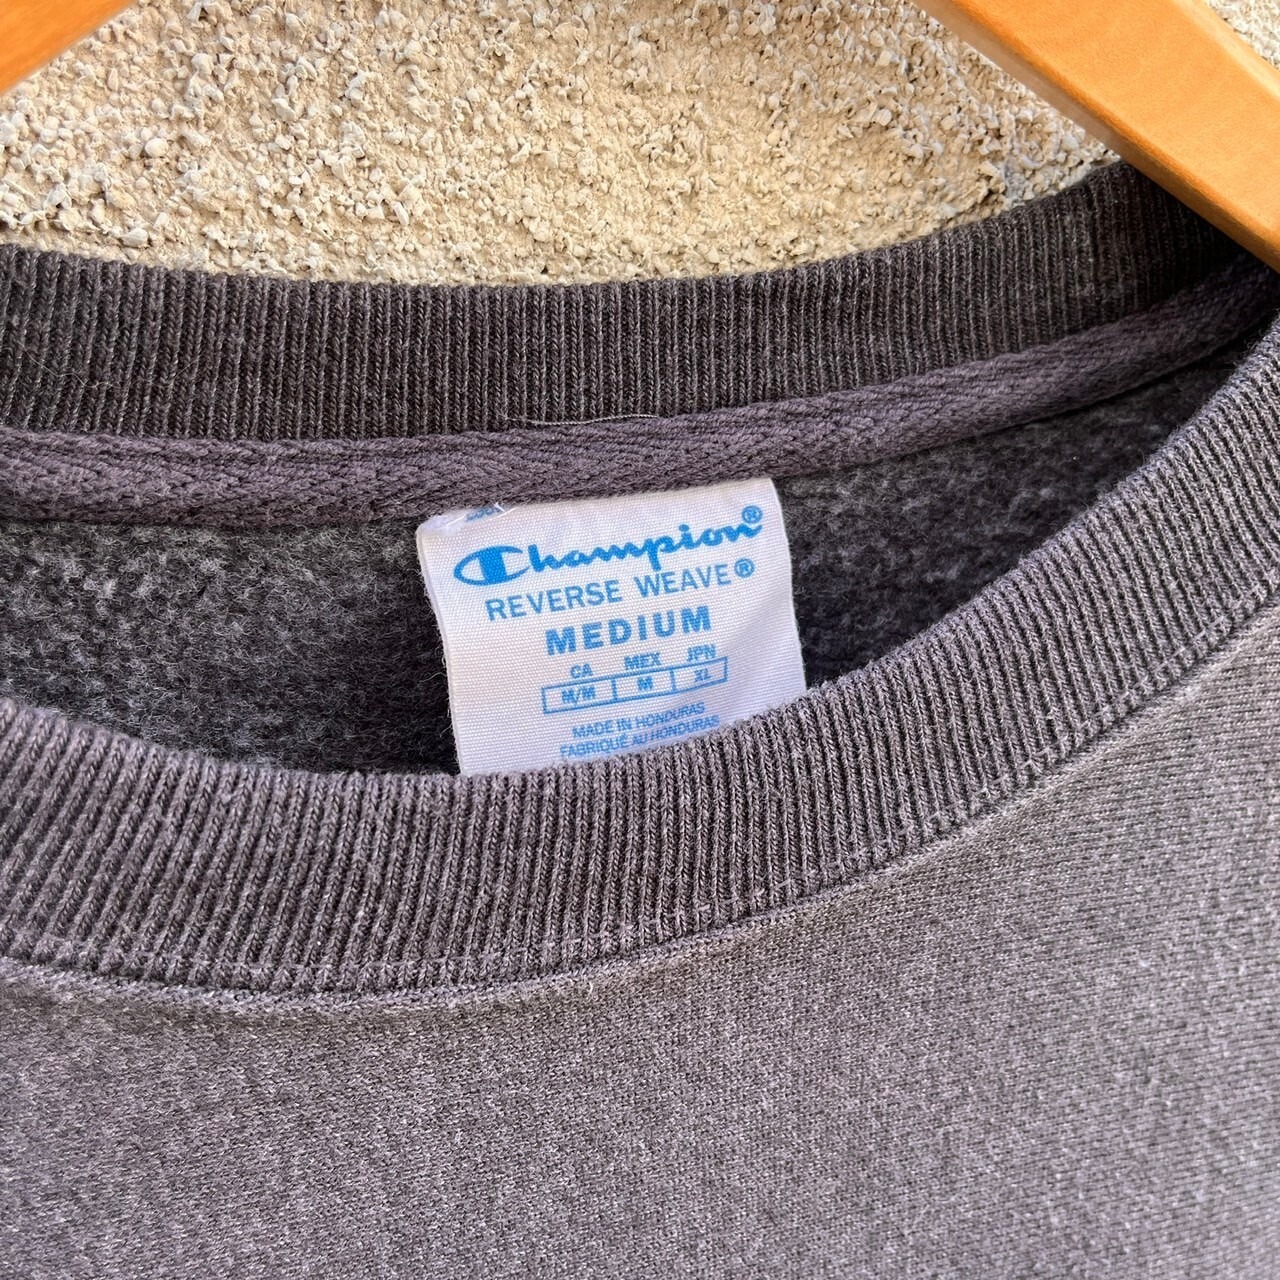 Champion®
REVERSE WEAVE®
MEDIUM
CA MEX JPN
M/M M XL
MADE IN HONDURAS
FABRIQUÉ AU HONDURAS